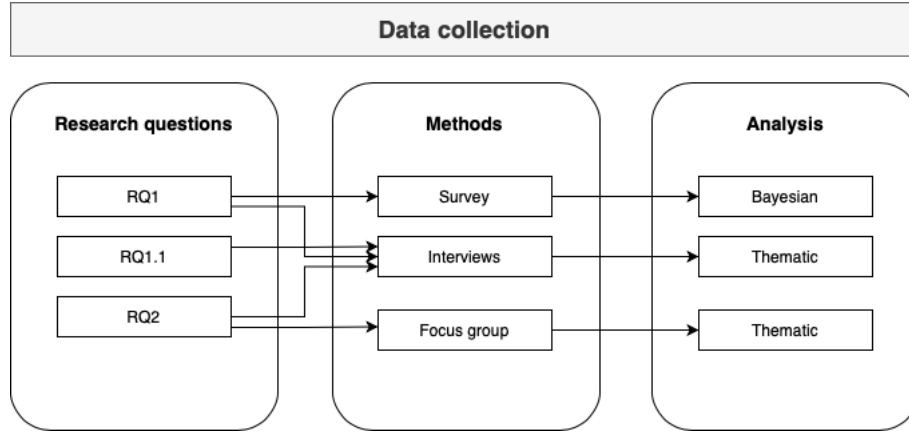 Data collection
Research questions
RQ1
RQ1.1
RQ2
Methods
Survey
Interviews
Focus group
Analysis
Bayesian
Thematic
Thematic